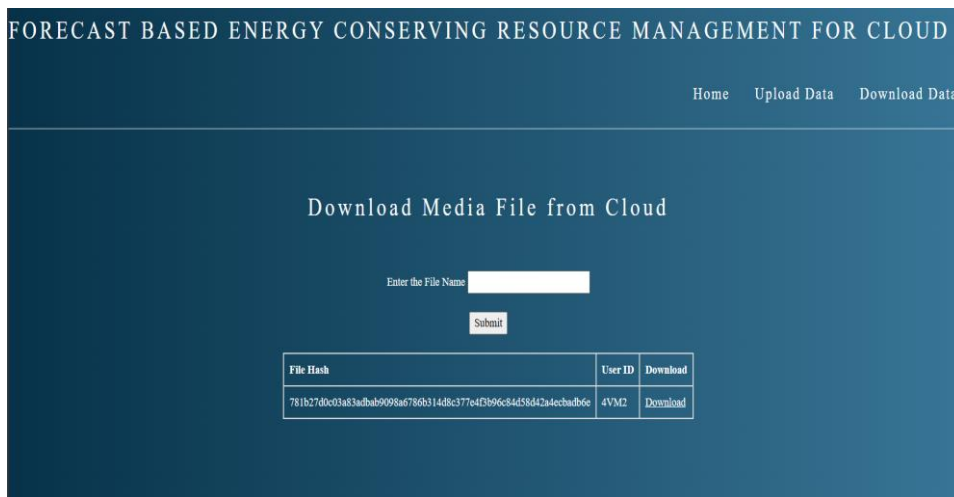 FORECAST BASED ENERGY CONSERVING RESOURCE MANAGEMENT FOR CLOUD
Home Upload Data Download Data
Download Media File from Cloud
Enter the File Name
Submit
File Hash User ID Download
781b27d0c03a83adbab9098a6786b314d8c377e4f3b96c84d58d42a4ecbadb6e 4VM2 Download